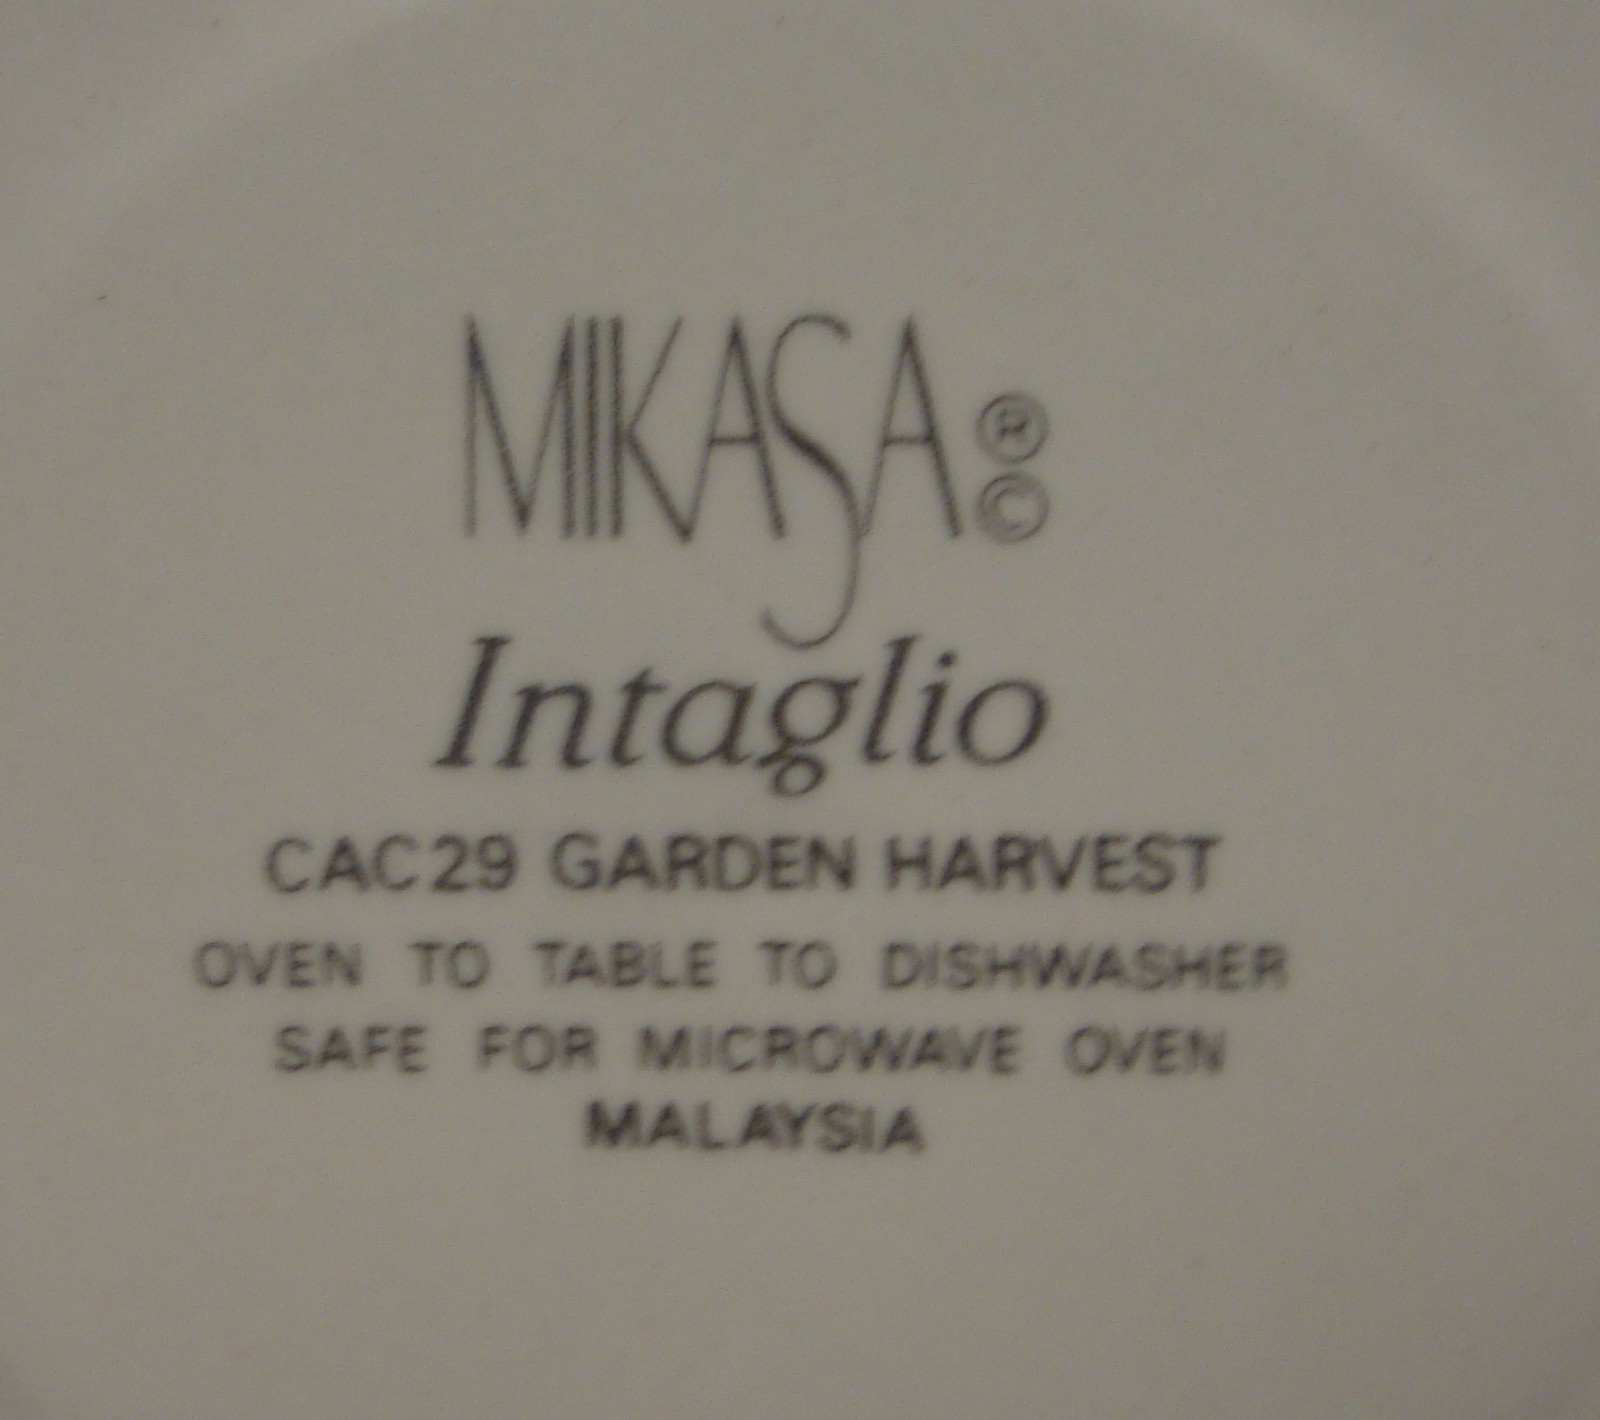 MIKASA ® ©
Intaglio
CAC29 GARDEN HARVEST
OVEN TO TABLE TO DISHWASHER
SAFE FOR MICROWAVE OVEN
MALAYSIA